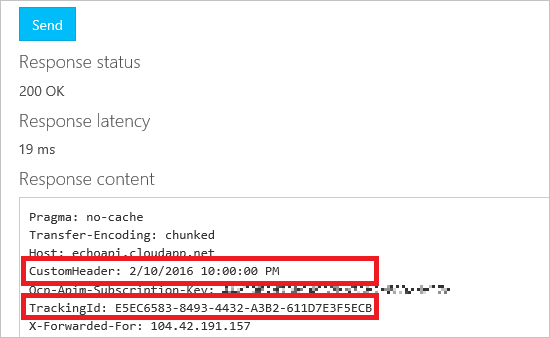 Send
Response status
200 OK
Response latency
19 ms
Response content
Pragma: no-cache
Transfer-Encoding: chunked
Host: echoapi.cloudapp.net
CustomHeader: 2/10/2016 10:00:00 PM
Ocp-Apim-Subscription-Key:
TrackingId: E5EC6583-8493-4432-A3B2-611D7E3F5ECB
X-Forwarded-For: 104.42.191.157